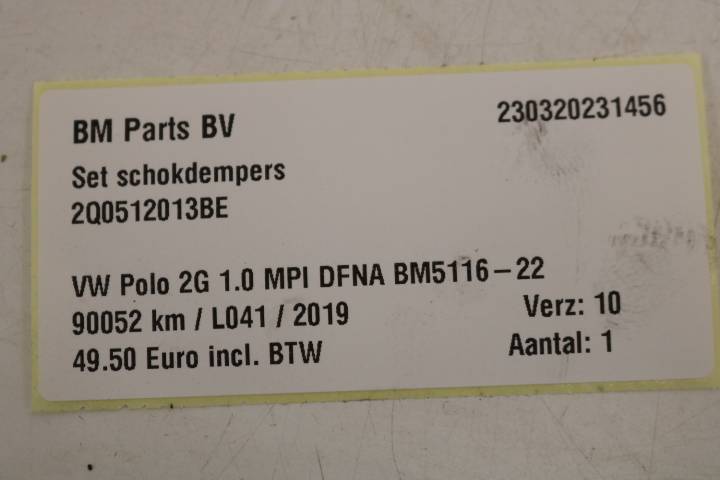 BM Parts BV
230320231456
Set schokdempers
2Q0512013BE
VW Polo 2G 1.0 MPI DFNA BM5116-22
90052 km / L041 / 2019
Verz: 10
49.50 Euro incl. BTW
Aantal: 1